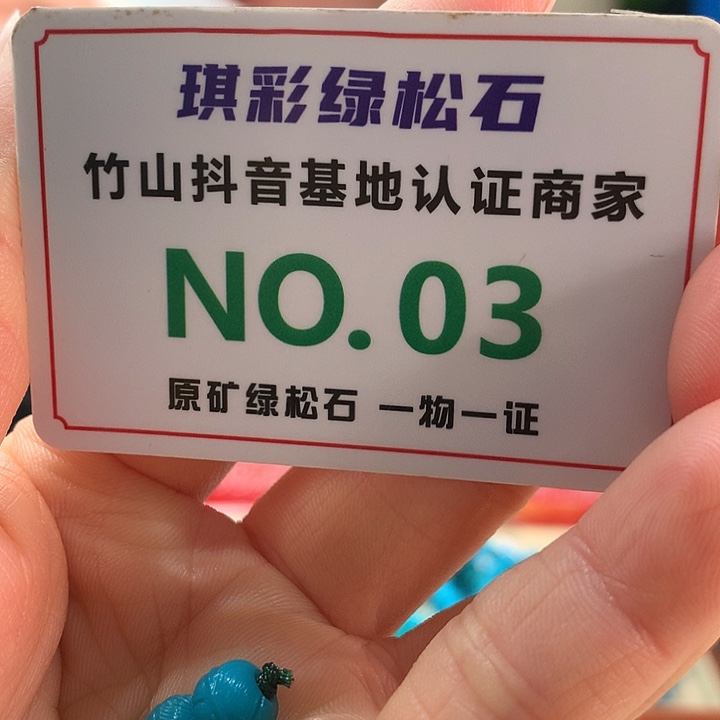 琪彩绿松石
竹山抖音基地认证商家
NO.03
原矿绿松石 一物一证